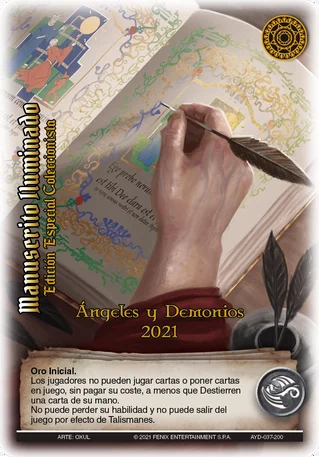 Manuscrito Iluminado
Edición Especial Coleccionista
Ángeles y Demonios
2021
Oro Inicial.
Los jugadores no pueden jugar cartas o poner cartas
en juego, sin pagar su coste, a menos que Destierren
una carta de su mano.
No puede perder su habilidad y no puede salir del
juego por efecto de Talismanes.
ARTE: OXUL
© 2021 FENIX ENTERTAINMENT S.P.A.
AYD-037-200